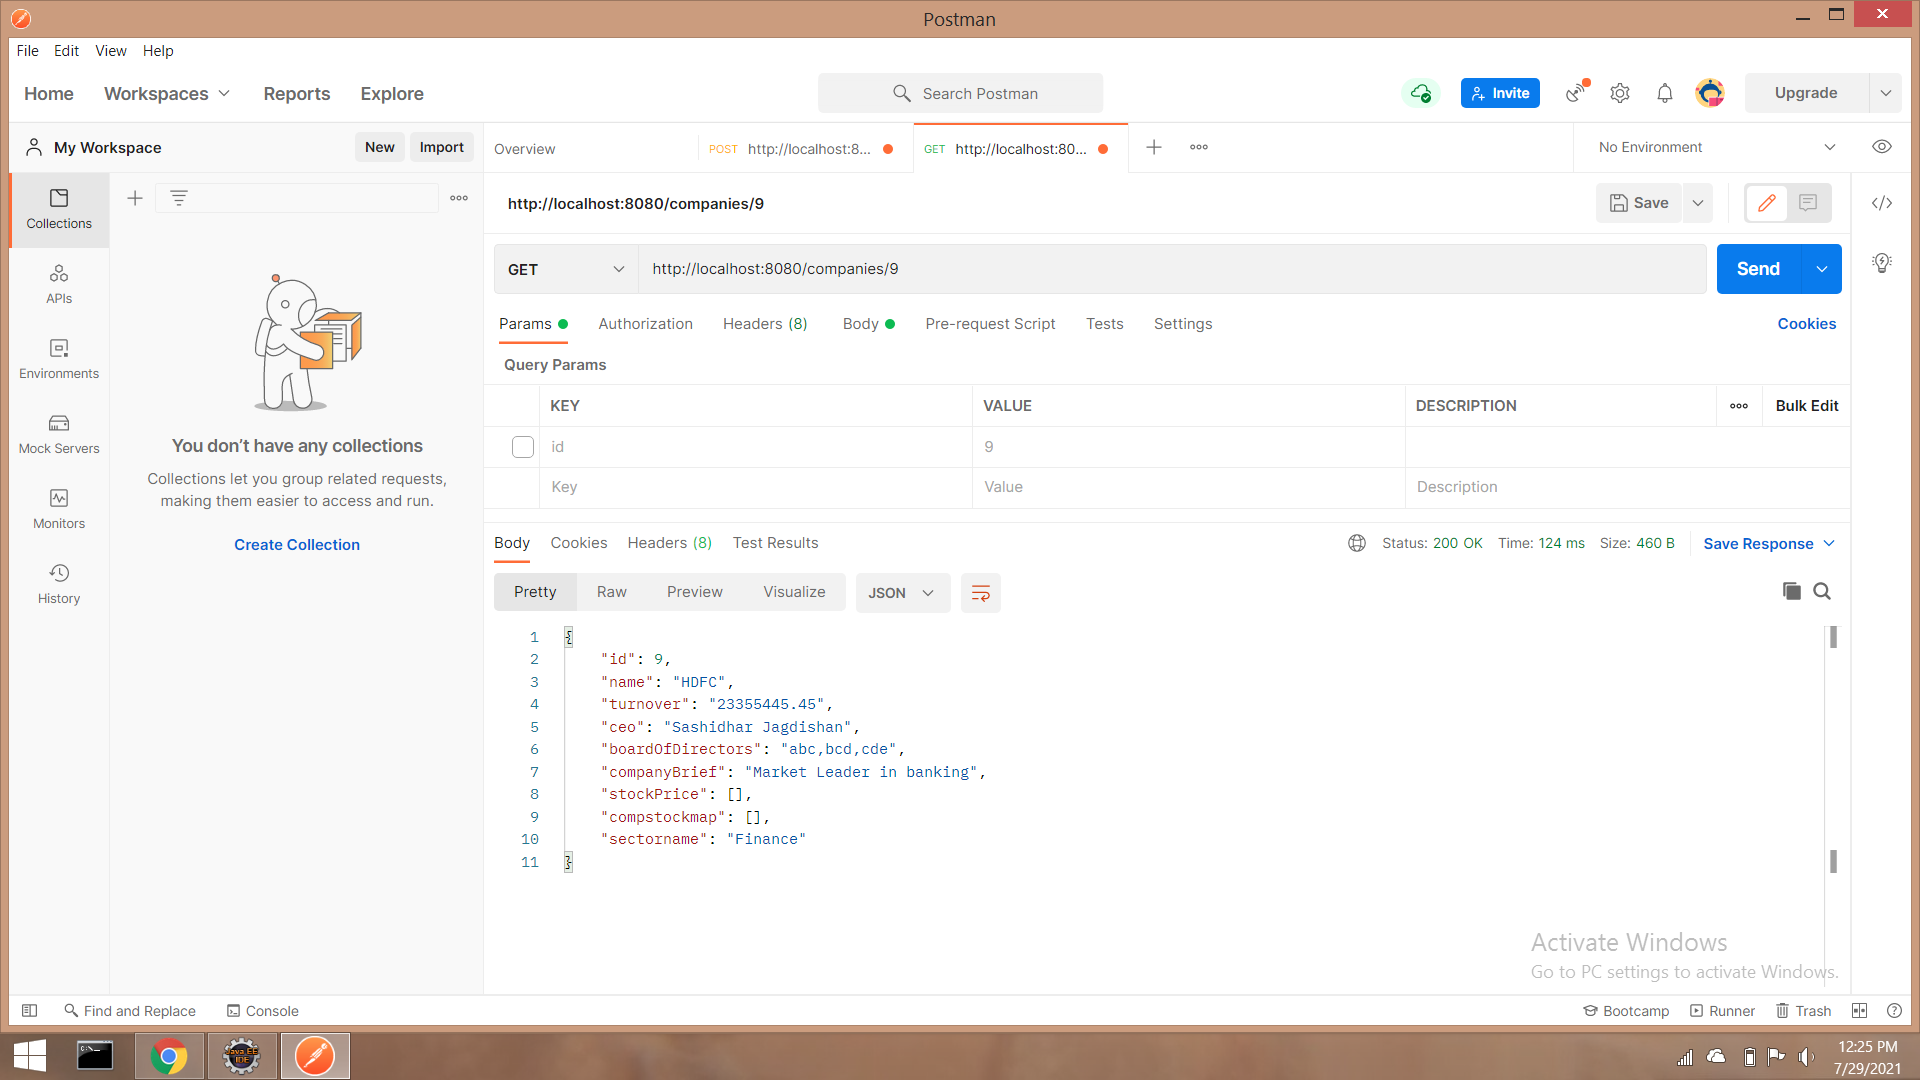 Postman
File Edit View Help
Home Workspaces Reports Explore
Search Postman
Invite
Upgrade
My Workspace
New Import
Overview
POST http://localhost:8...
GET http://localhost:80...
No Environment
Collections
APIs
Environments
Mock Servers
Monitors
History
You don’t have any collections
Collections let you group related requests,
making them easier to access and run.
Create Collection
http://localhost:8080/companies/9
Save
GET http://localhost:8080/companies/9
Send
Params Authorization Headers (8) Body Pre-request Script Tests Settings
Cookies
Query Params
KEY VALUE DESCRIPTION Bulk Edit
id 9
Key Value Description
Body Cookies Headers (8) Test Results
Status: 200 OK Time: 124 ms Size: 460 B Save Response
Pretty Raw Preview Visualize JSON
1 {
2 "id": 9,
3 "name": "HDFC",
4 "turnover": "23355445.45",
5 "ceo": "Sashidhar Jagdishan",
6 "boardOfDirectors": "abc,bcd,cde",
7 "companyBrief": "Market Leader in banking",
8 "stockPrice": [],
9 "compstockmap": [],
10 "sectorname": "Finance"
11 }
Activate Windows
Go to PC settings to activate Windows.
Find and Replace Console
Bootcamp Runner Trash
Java EE
IDE
12:25 PM
7/29/2021